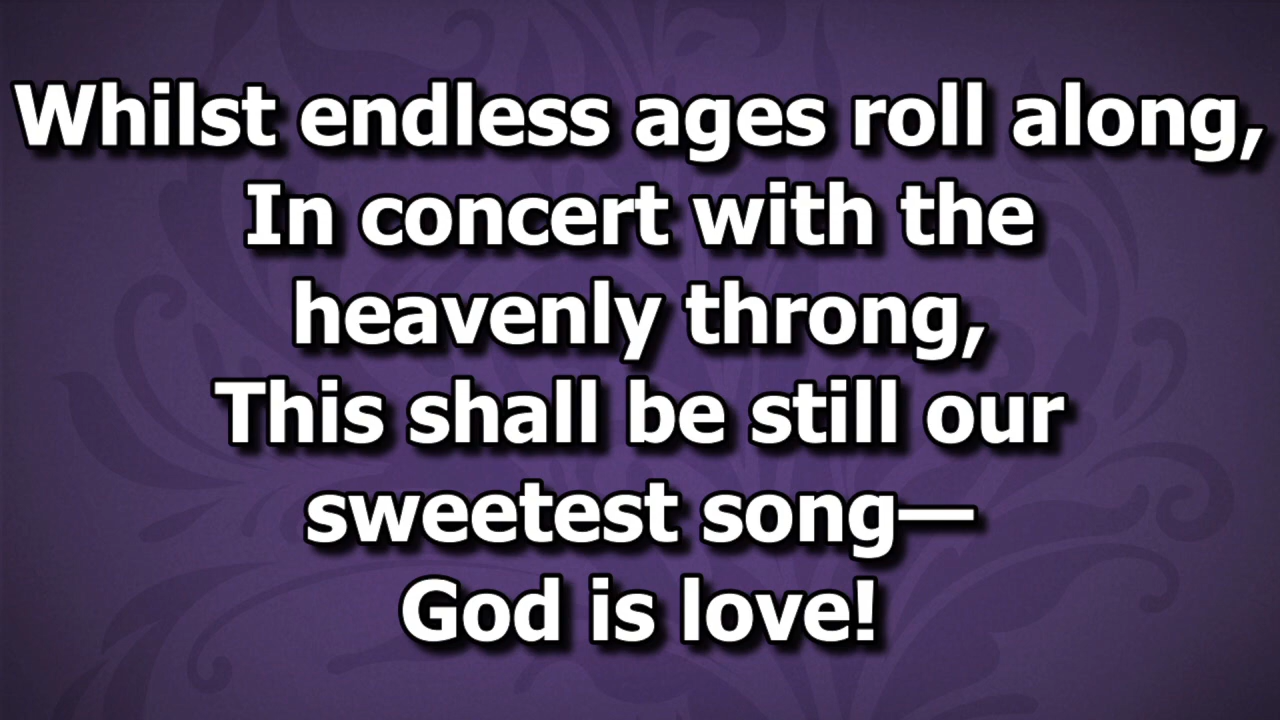 Whilst endless ages roll along,
In concert with the
heavenly throng,
This shall be still our
sweetest song—
God is love!